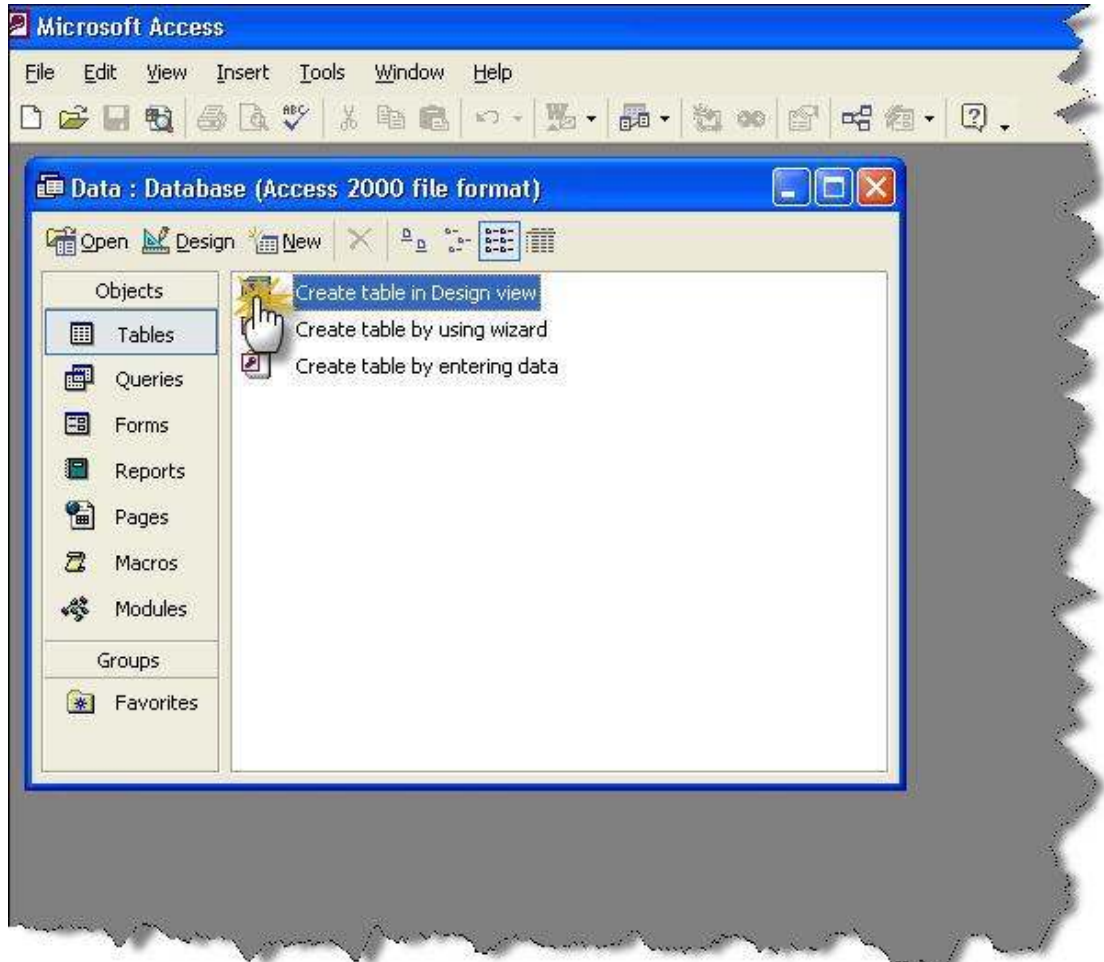 Microsoft Access
File Edit View Insert Tools Window Help
ABC
Data : Database (Access 2000 file format)
Open Design New
Objects
Tables
Queries
Forms
Reports
Pages
Macros
Modules
Groups
Favorites
Create table in Design view
Create table by using wizard
Create table by entering data